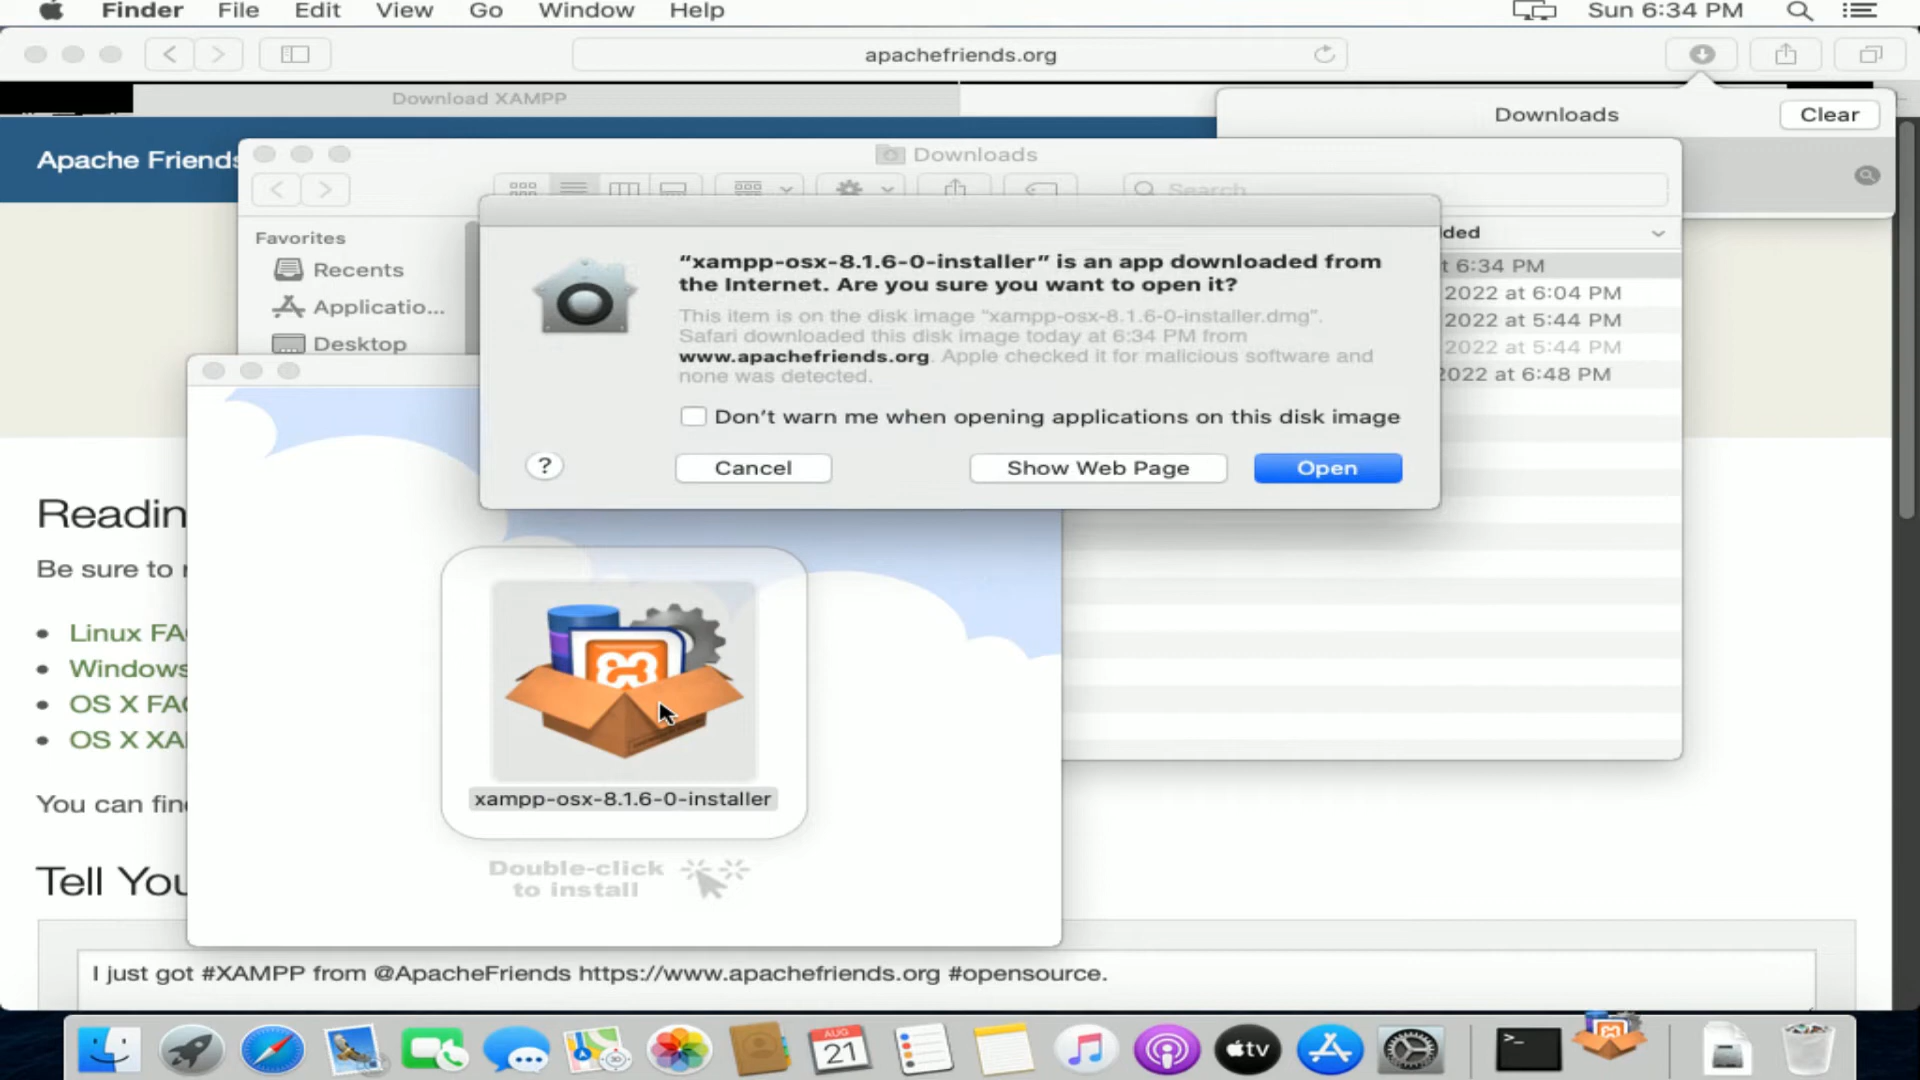 Finder File Edit View Go Window Help Sun 6:34 PM
apachefriends.org
Download XAMPP
Downloads Clear
Apache Friends
Downloads
Search
Favorites
Recents
Applicatio...
Desktop
“xampp-osx-8.1.6-0-installer” is an app downloaded from
the Internet. Are you sure you want to open it?
This item is on the disk image “xampp-osx-8.1.6-0-installer.dmg”.
Safari downloaded this disk image today at 6:34 PM from
www.apachefriends.org. Apple checked it for malicious software and
none was detected.
Don’t warn me when opening applications on this disk image
? Cancel Show Web Page Open
dded
t 6:34 PM
2022 at 6:04 PM
2022 at 5:44 PM
2022 at 5:44 PM
2022 at 6:48 PM
Readin
Be sure to
Linux FA
Windows
OS X FA
OS X XA
You can fin
xampp-osx-8.1.6-0-installer
Double-click
to install
Tell You
I just got #XAMPP from @ApacheFriends https://www.apachefriends.org #opensource.
AUG
21
tv